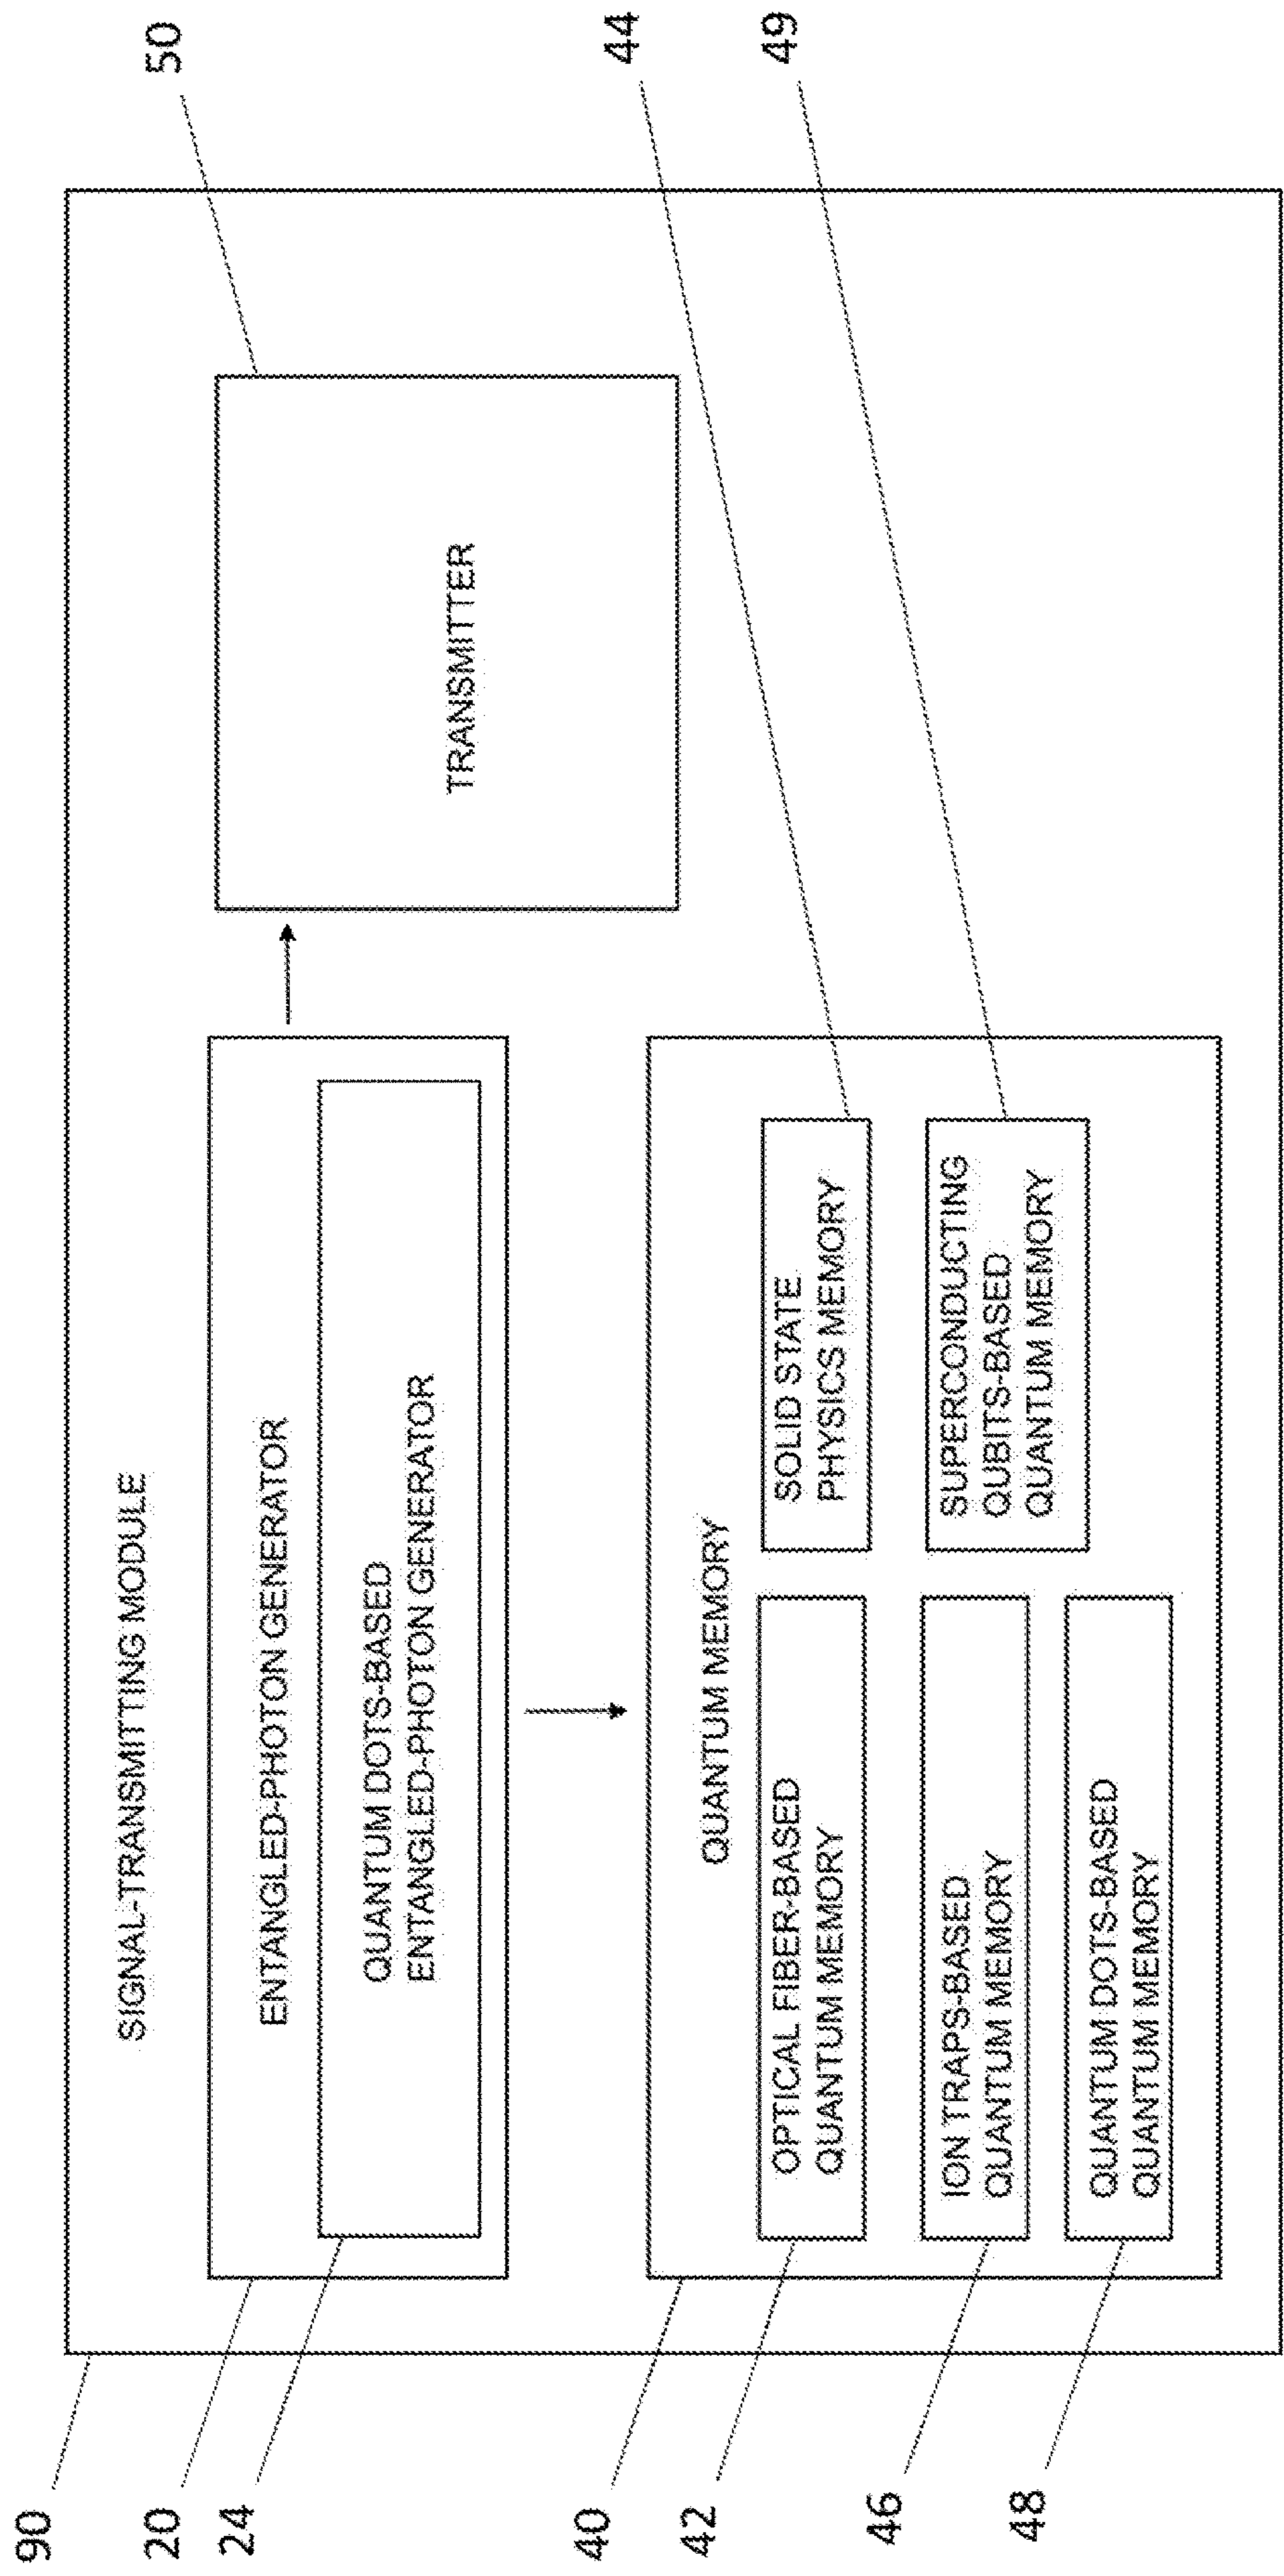 SIGNAL-TRANSMITTING MODULE
ENTANGLED-PHOTON GENERATOR
QUANTUM DOTS-BASED
ENTANGLED-PHOTON GENERATOR
TRANSMITTER
QUANTUM MEMORY
OPTICAL FIBER-BASED
QUANTUM MEMORY
SOLID STATE
PHYSICS MEMORY
ION TRAPS-BASED
QUANTUM MEMORY
SUPERCONDUCTING
QUBITS-BASED
QUANTUM MEMORY
QUANTUM DOTS-BASED
QUANTUM MEMORY
90
20
24
40
42
46
48
50
44
49